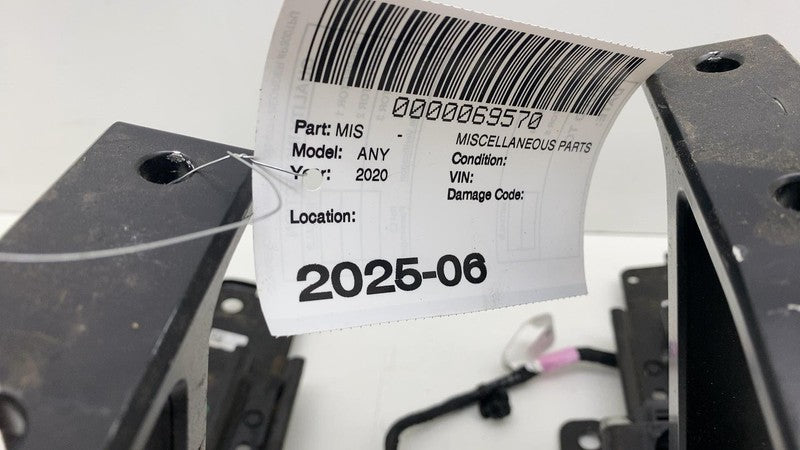 0000069570
Part: MIS - MISCELLANEOUS PARTS
Model: ANY Condition:
Year: 2020 VIN:
Damage Code:
Location:
2025-06